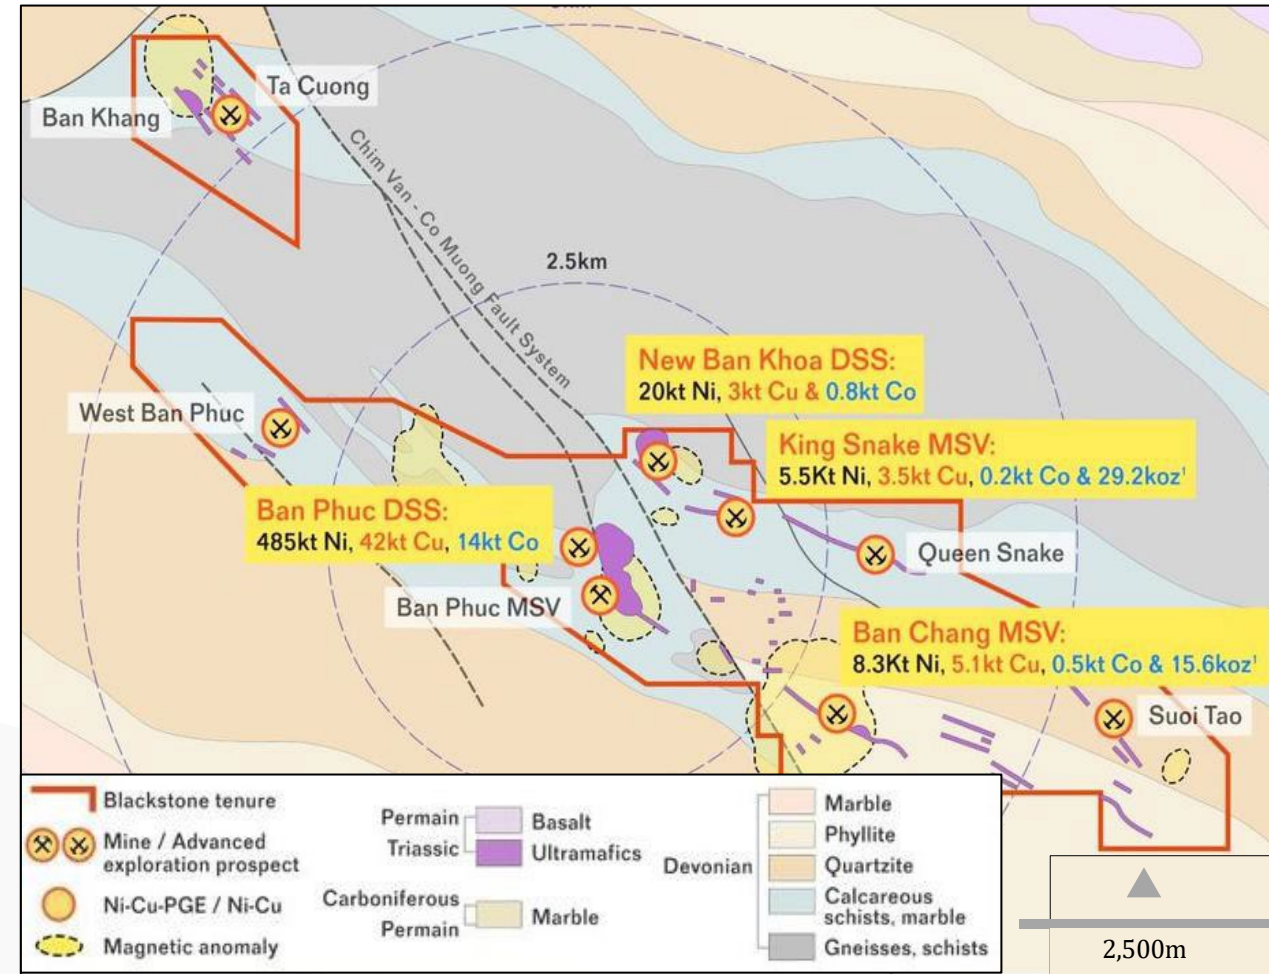 Ta Cuong
Ban Khang
Chim Van - Co Muong Fault System
2.5km
New Ban Khoa DSS:
20kt Ni, 3kt Cu & 0.8kt Co
West Ban Phuc
King Snake MSV:
5.5Kt Ni, 3.5kt Cu, 0.2kt Co & 29.2koz¹
Ban Phuc DSS:
485kt Ni, 42kt Cu, 14kt Co
Queen Snake
Ban Phuc MSV
Ban Chang MSV:
8.3Kt Ni, 5.1kt Cu, 0.5kt Co & 15.6koz¹
Suoi Tao
Blackstone tenure
Mine / Advanced
exploration prospect
Ni-Cu-PGE / Ni-Cu
Magnetic anomaly
Permain
Triassic
Basalt
Ultramafics
Carboniferous
Permain
Marble
Devonian
Marble
Phyllite
Quartzite
Calcareous
schists, marble
Gneisses, schists
2,500m